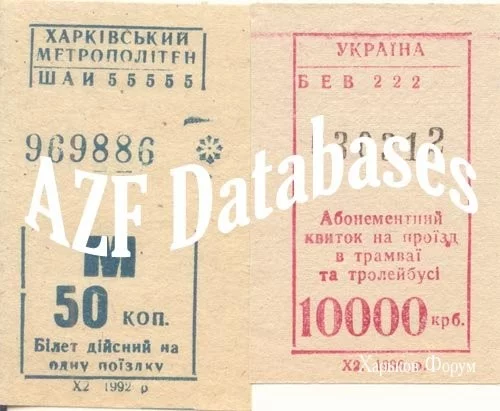 ХАРКІВСЬКИЙ
МЕТРОПОЛІТЕН
ШАИ 55555
969886
М
50 коп.
Білет дійсний на
одну поїздку
Х2 1992 р
УКРАЇНА
БЕВ 222
Абонементний
квиток на проїзд
в трамваї
та тролейбусі
10000 крб.
AZF Databases
Харков Форум